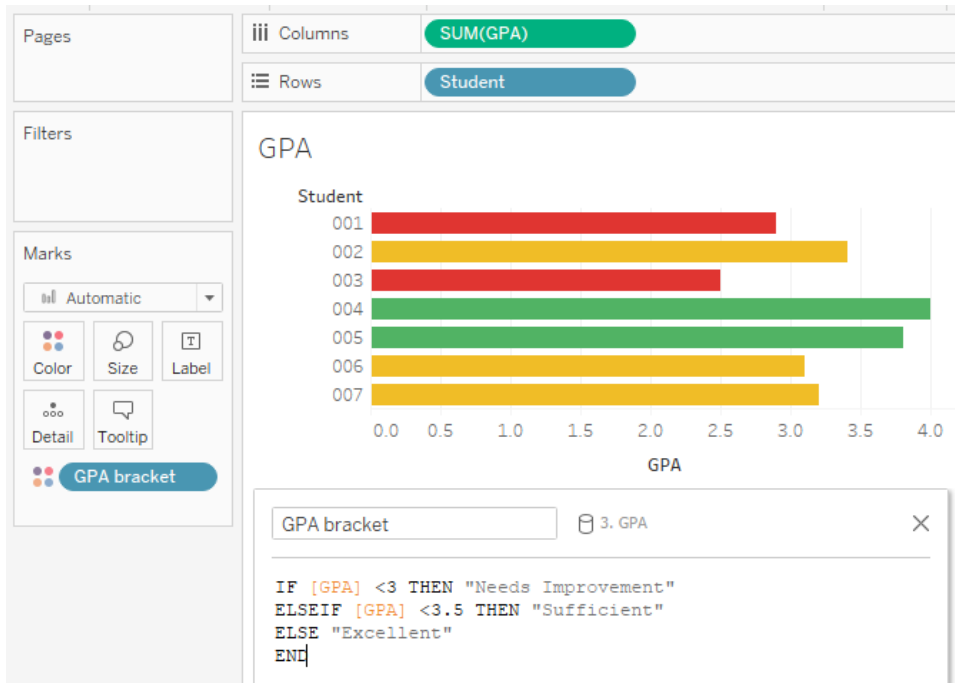 Pages
Columns
SUM(GPA)
Rows
Student
Filters
GPA
Student
001
002
003
004
005
006
007
0.0 0.5 1.0 1.5 2.0 2.5 3.0 3.5 4.0
GPA
Marks
Automatic
Color Size Label
Detail Tooltip
GPA bracket
GPA bracket
3. GPA
IF [GPA] <3 THEN "Needs Improvement"
ELSEIF [GPA] <3.5 THEN "Sufficient"
ELSE "Excellent"
END